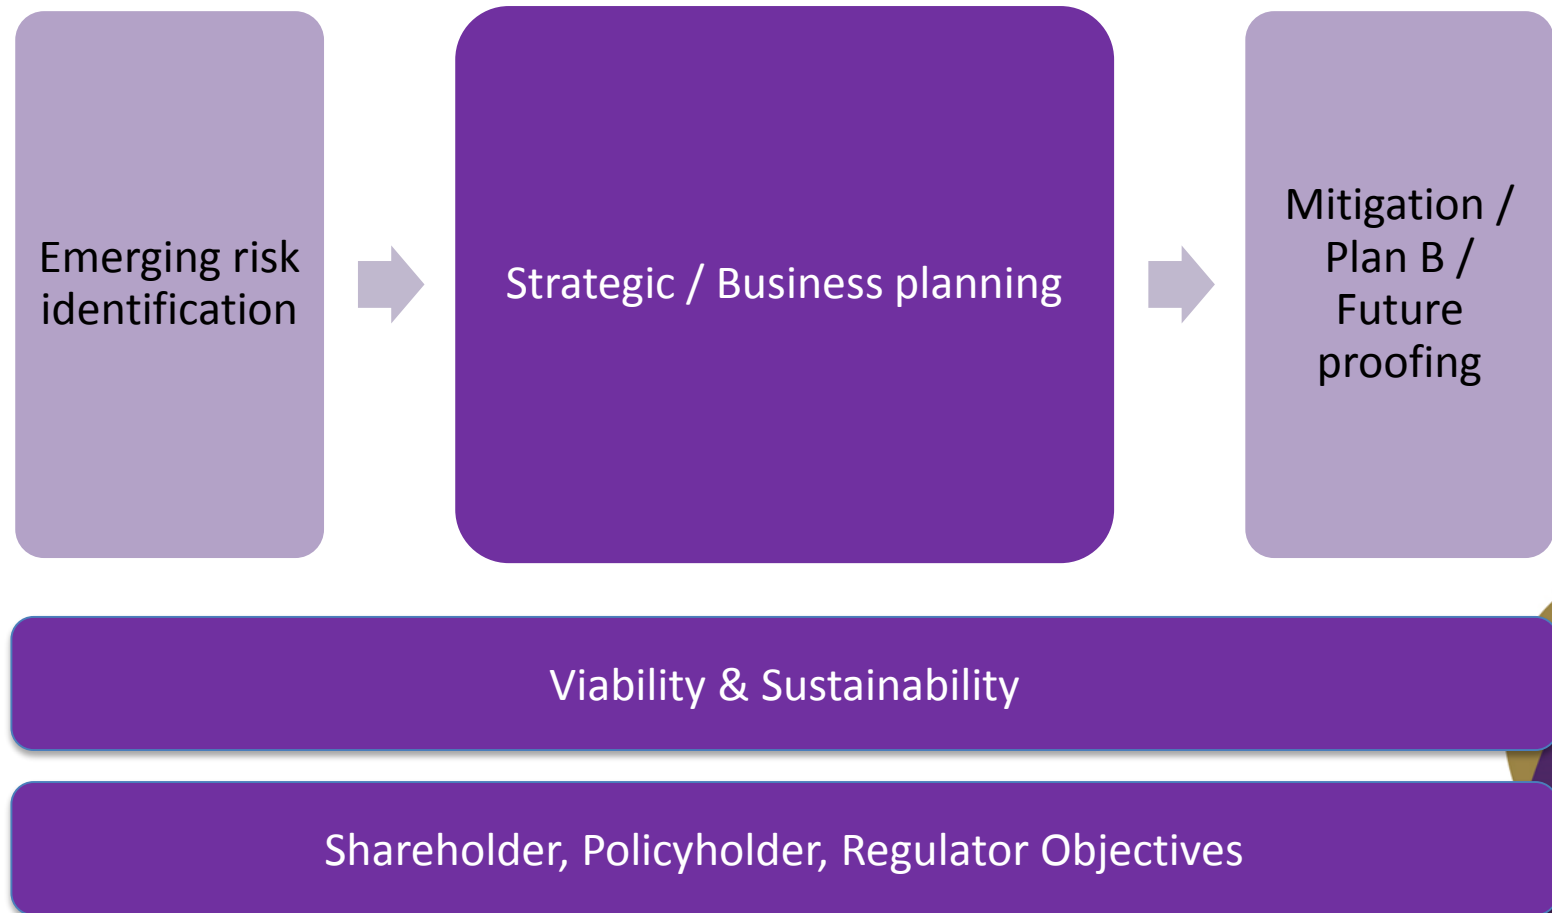 Emerging risk
identification
Strategic / Business planning
Mitigation /
Plan B /
Future
proofing
Viability & Sustainability
Shareholder, Policyholder, Regulator Objectives